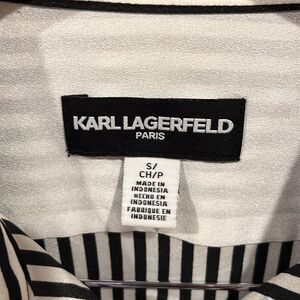 KARL LAGERFELD
PARIS
S/
CH/P
MADE IN
INDONESIA
HECHO EN
INDONESIA
FABRIQUE EN
INDONESIE